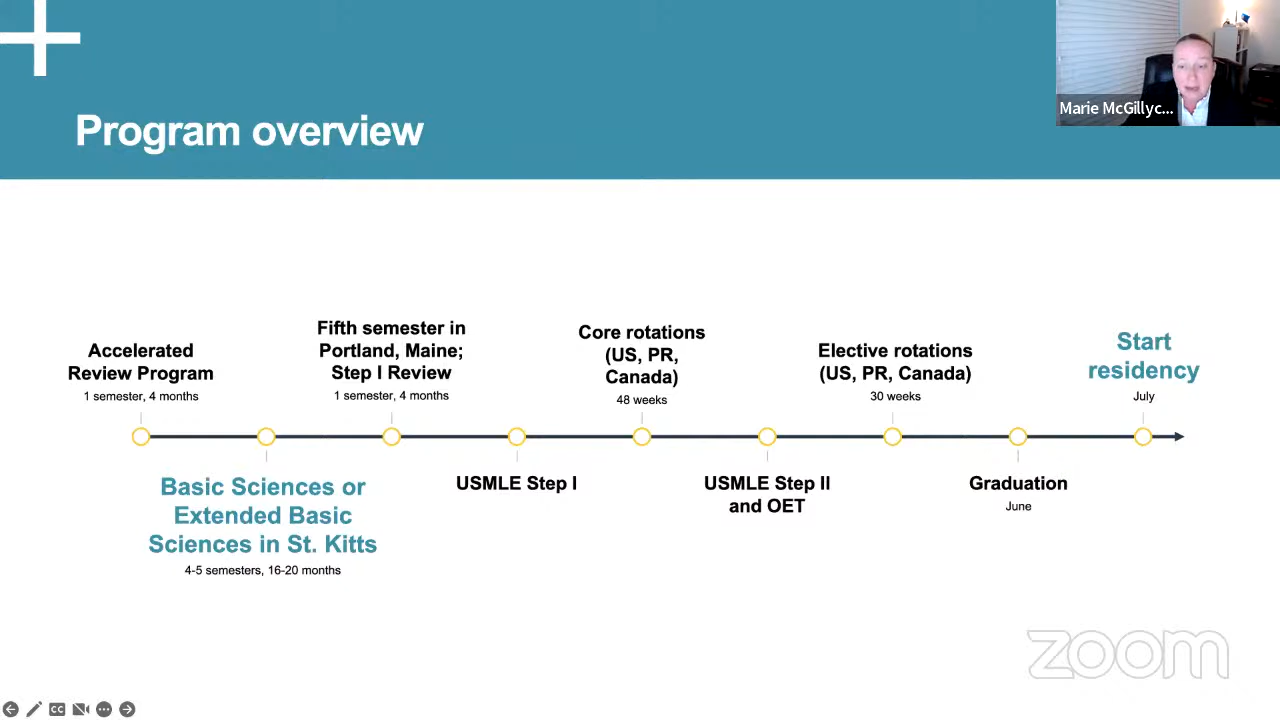 Marie McGillyc...
Program overview
Accelerated
Review Program
1 semester, 4 months
Basic Sciences or
Extended Basic
Sciences in St. Kitts
4-5 semesters, 16-20 months
Fifth semester in
Portland, Maine;
Step I Review
1 semester, 4 months
USMLE Step I
Core rotations
(US, PR,
Canada)
48 weeks
USMLE Step II
and OET
Elective rotations
(US, PR, Canada)
30 weeks
Graduation
June
Start
residency
July
zoom
CC